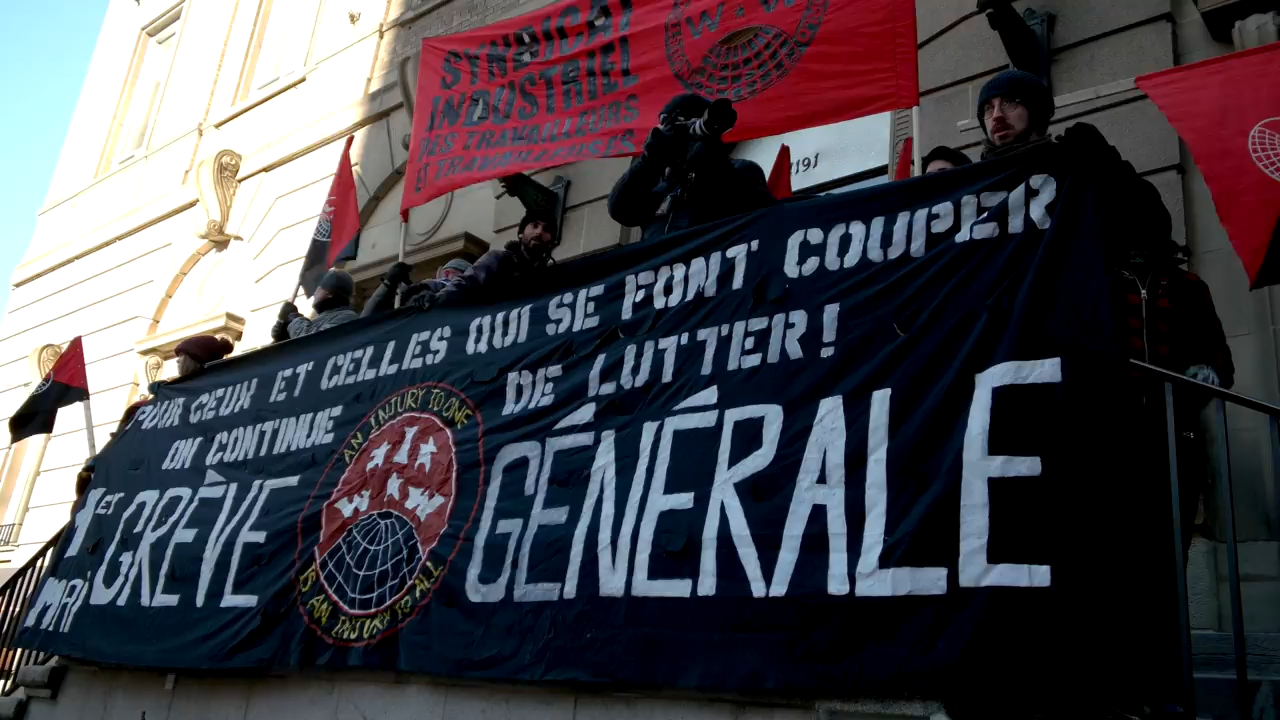 SYNDICAT
INDUSTRIEL
DES TRAVAILLEURS
ET TRAVAILLEUSES
W ★ W
191
POUR CEUX ET CELLES QUI SE FONT COUPER
ON CONTINUE DE LUTTER!
1ER MAI
GRÈVE GÉNÉRALE
AN INJURY TO ONE
I W W
IS AN INJURY TO ALL